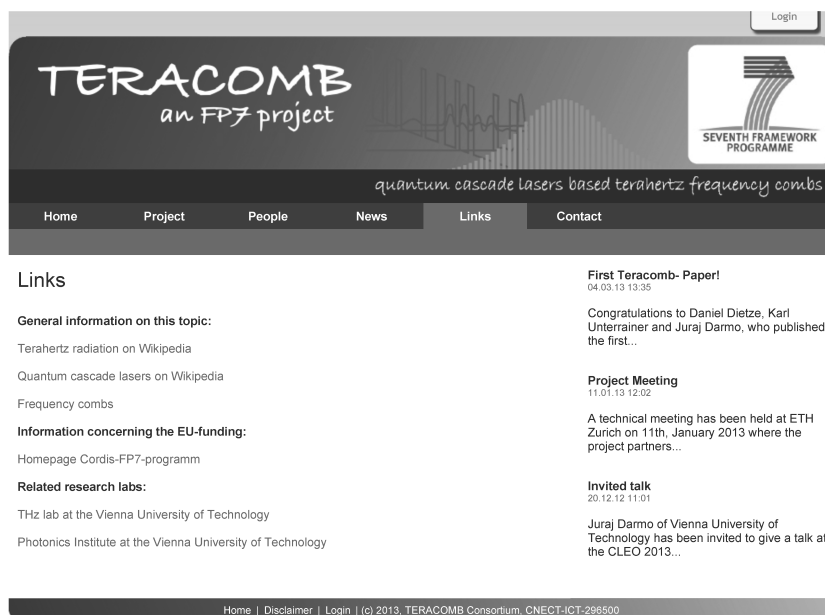 Login
TERACOMB
an FP7 project
SEVENTH FRAMEWORK
PROGRAMME
quantum cascade lasers based terahertz frequency combs
Home Project People News Links Contact
Links
General information on this topic:
Terahertz radiation on Wikipedia
Quantum cascade lasers on Wikipedia
Frequency combs
Information concerning the EU-funding:
Homepage Cordis-FP7-programm
Related research labs:
THz lab at the Vienna University of Technology
Photonics Institute at the Vienna University of Technology
First Teracomb- Paper!
04.03.13 13:35
Congratulations to Daniel Dietze, Karl
Unterrainer and Juraj Darmo, who published
the first...
Project Meeting
11.01.13 12:02
A technical meeting has been held at ETH
Zurich on 11th, January 2013 where the
project partners...
Invited talk
20.12.12 11:01
Juraj Darmo of Vienna University of
Technology has been invited to give a talk at
the CLEO 2013...
Home | Disclaimer | Login | (c) 2013, TERACOMB Consortium, CNECT-ICT-296500